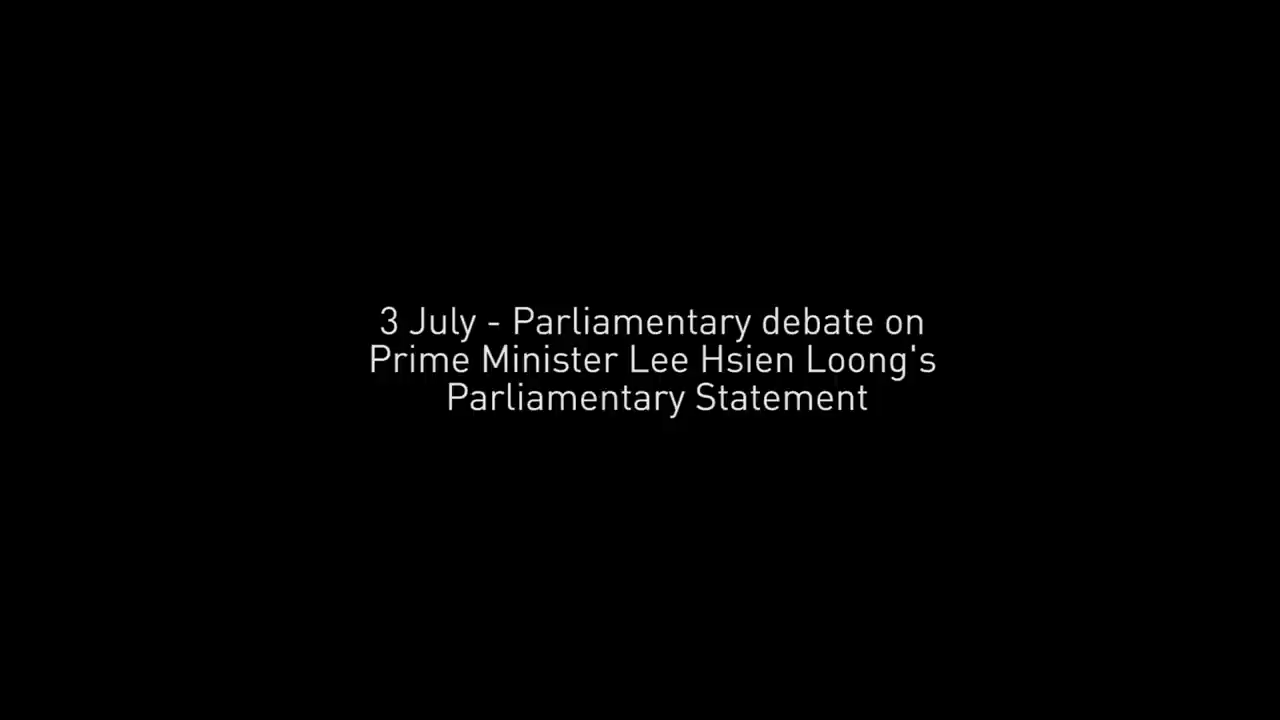 3 July - Parliamentary debate on
Prime Minister Lee Hsien Loong's
Parliamentary Statement